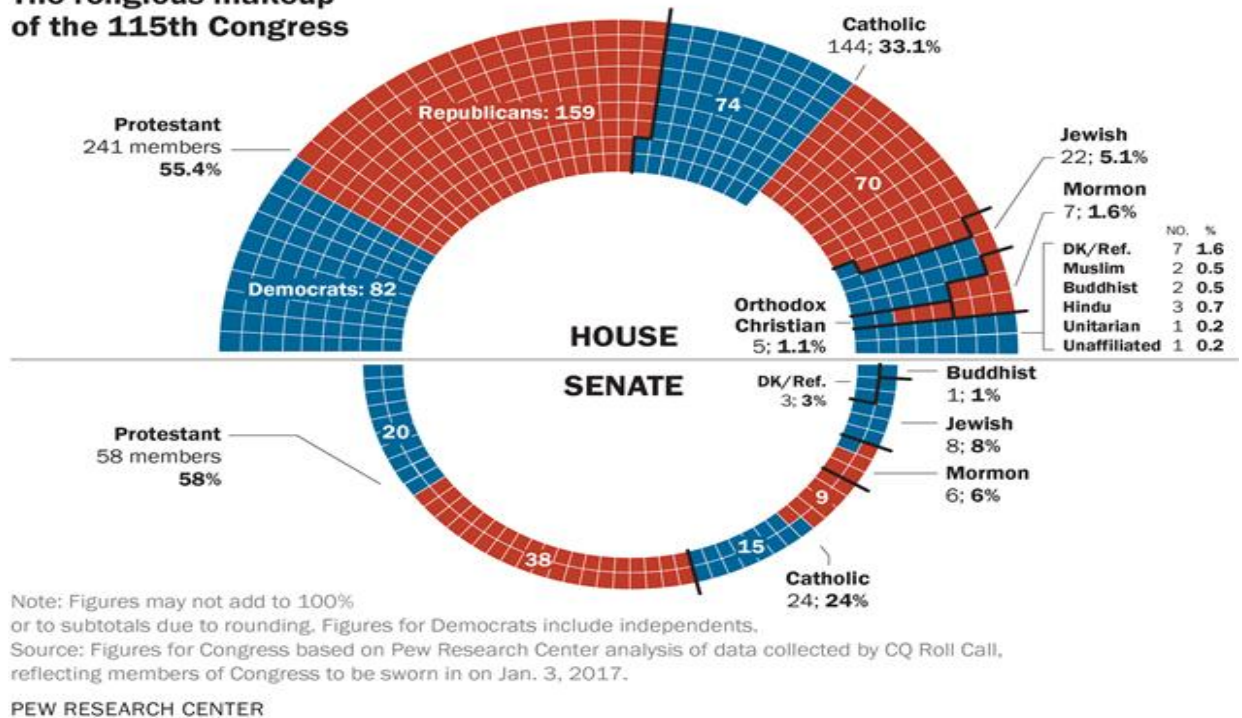 The religious makeup
of the 115th Congress
Catholic
144; 33.1%
Republicans: 159
74
Protestant
241 members
55.4%
Jewish
22; 5.1%
70
Mormon
7; 1.6%
NO. %
DK/Ref. 7 1.6
Muslim 2 0.5
Buddhist 2 0.5
Hindu 3 0.7
Unitarian 1 0.2
Unaffiliated 1 0.2
Democrats: 82
Orthodox
Christian
5; 1.1%
HOUSE
SENATE
DK/Ref.
3; 3%
Buddhist
1; 1%
Jewish
8; 8%
Mormon
6; 6%
20
Protestant
58 members
58%
9
15
38
Catholic
24; 24%
Note: Figures may not add to 100%
or to subtotals due to rounding. Figures for Democrats include independents.
Source: Figures for Congress based on Pew Research Center analysis of data collected by CQ Roll Call,
reflecting members of Congress to be sworn in on Jan. 3, 2017.
PEW RESEARCH CENTER